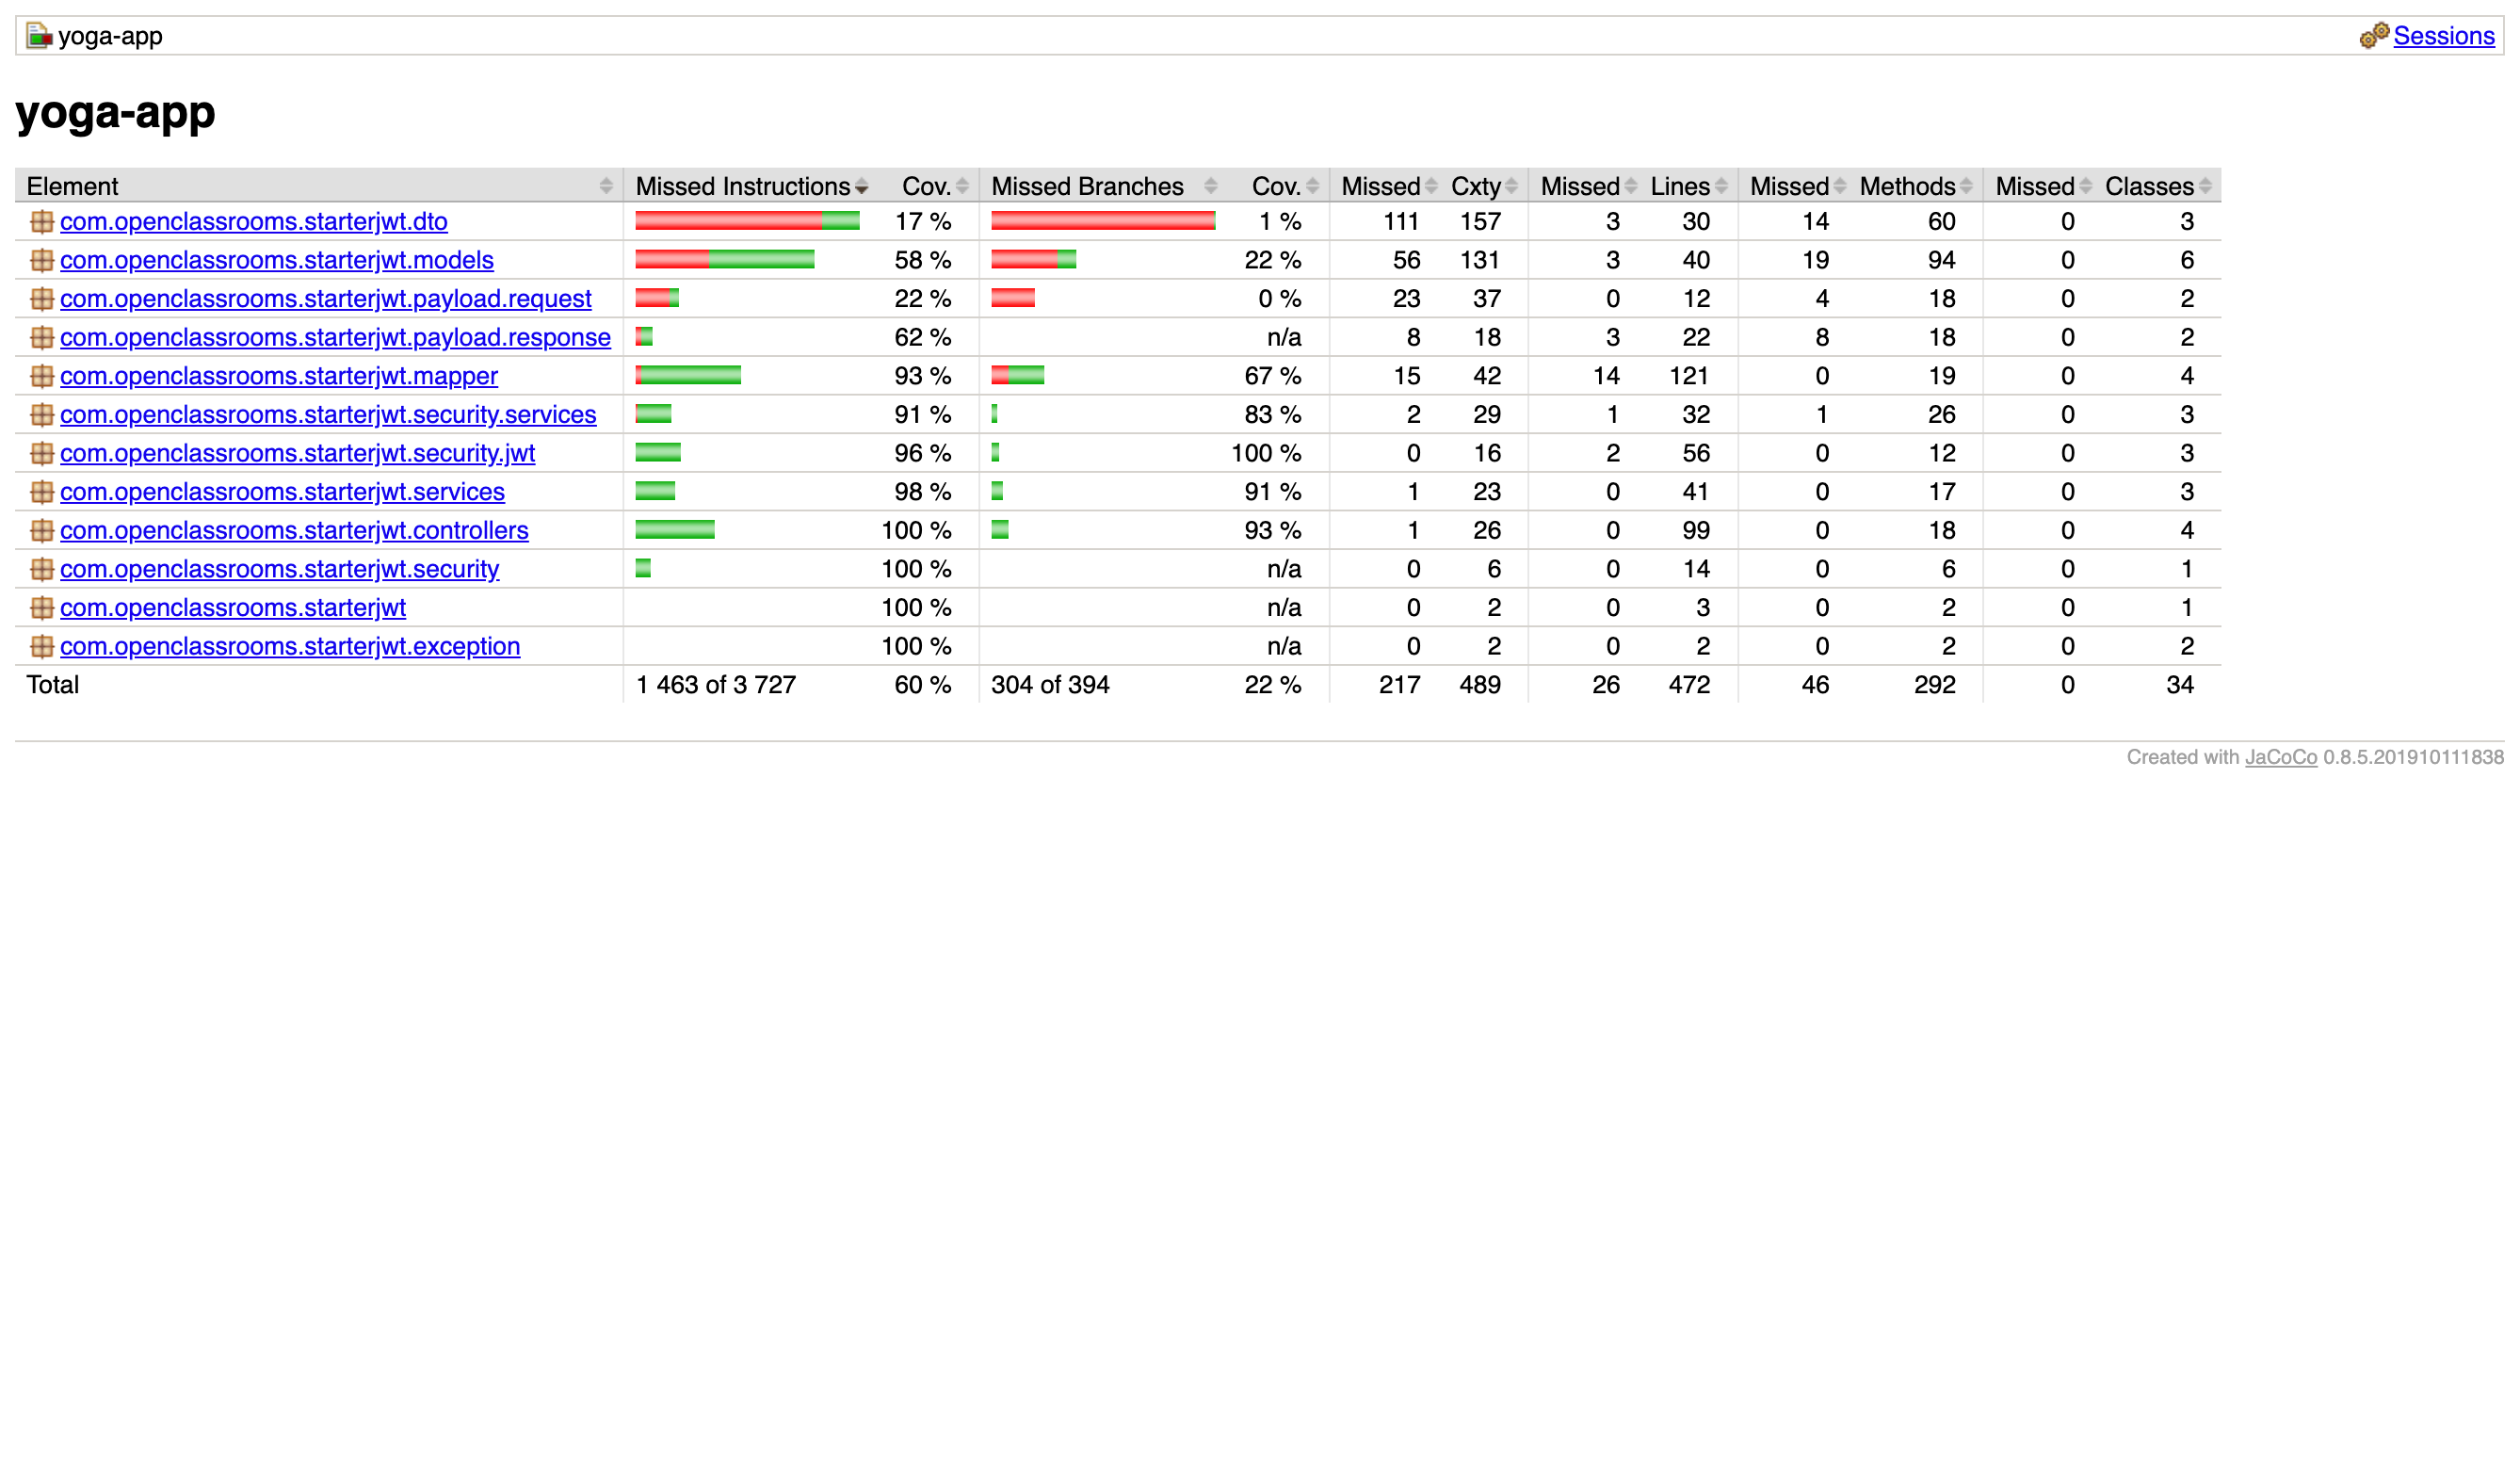 yoga-app Sessions
yoga-app
Element Missed Instructions Cov. Missed Branches Cov. Missed Cxty Missed Lines Missed Methods Missed Classes
com.openclassrooms.starterjwt.dto 17 % 1 % 111 157 3 30 14 60 0 3
com.openclassrooms.starterjwt.models 58 % 22 % 56 131 3 40 19 94 0 6
com.openclassrooms.starterjwt.payload.request 22 % 0 % 23 37 0 12 4 18 0 2
com.openclassrooms.starterjwt.payload.response 62 % n/a 8 18 3 22 8 18 0 2
com.openclassrooms.starterjwt.mapper 93 % 67 % 15 42 14 121 0 19 0 4
com.openclassrooms.starterjwt.security.services 91 % 83 % 2 29 1 32 1 26 0 3
com.openclassrooms.starterjwt.security.jwt 96 % 100 % 0 16 2 56 0 12 0 3
com.openclassrooms.starterjwt.services 98 % 91 % 1 23 0 41 0 17 0 3
com.openclassrooms.starterjwt.controllers 100 % 93 % 1 26 0 99 0 18 0 4
com.openclassrooms.starterjwt.security 100 % n/a 0 6 0 14 0 6 0 1
com.openclassrooms.starterjwt 100 % n/a 0 2 0 3 0 2 0 1
com.openclassrooms.starterjwt.exception 100 % n/a 0 2 0 2 0 2 0 2
Total 1 463 of 3 727 60 % 304 of 394 22 % 217 489 26 472 46 292 0 34
Created with JaCoCo 0.8.5.201910111838